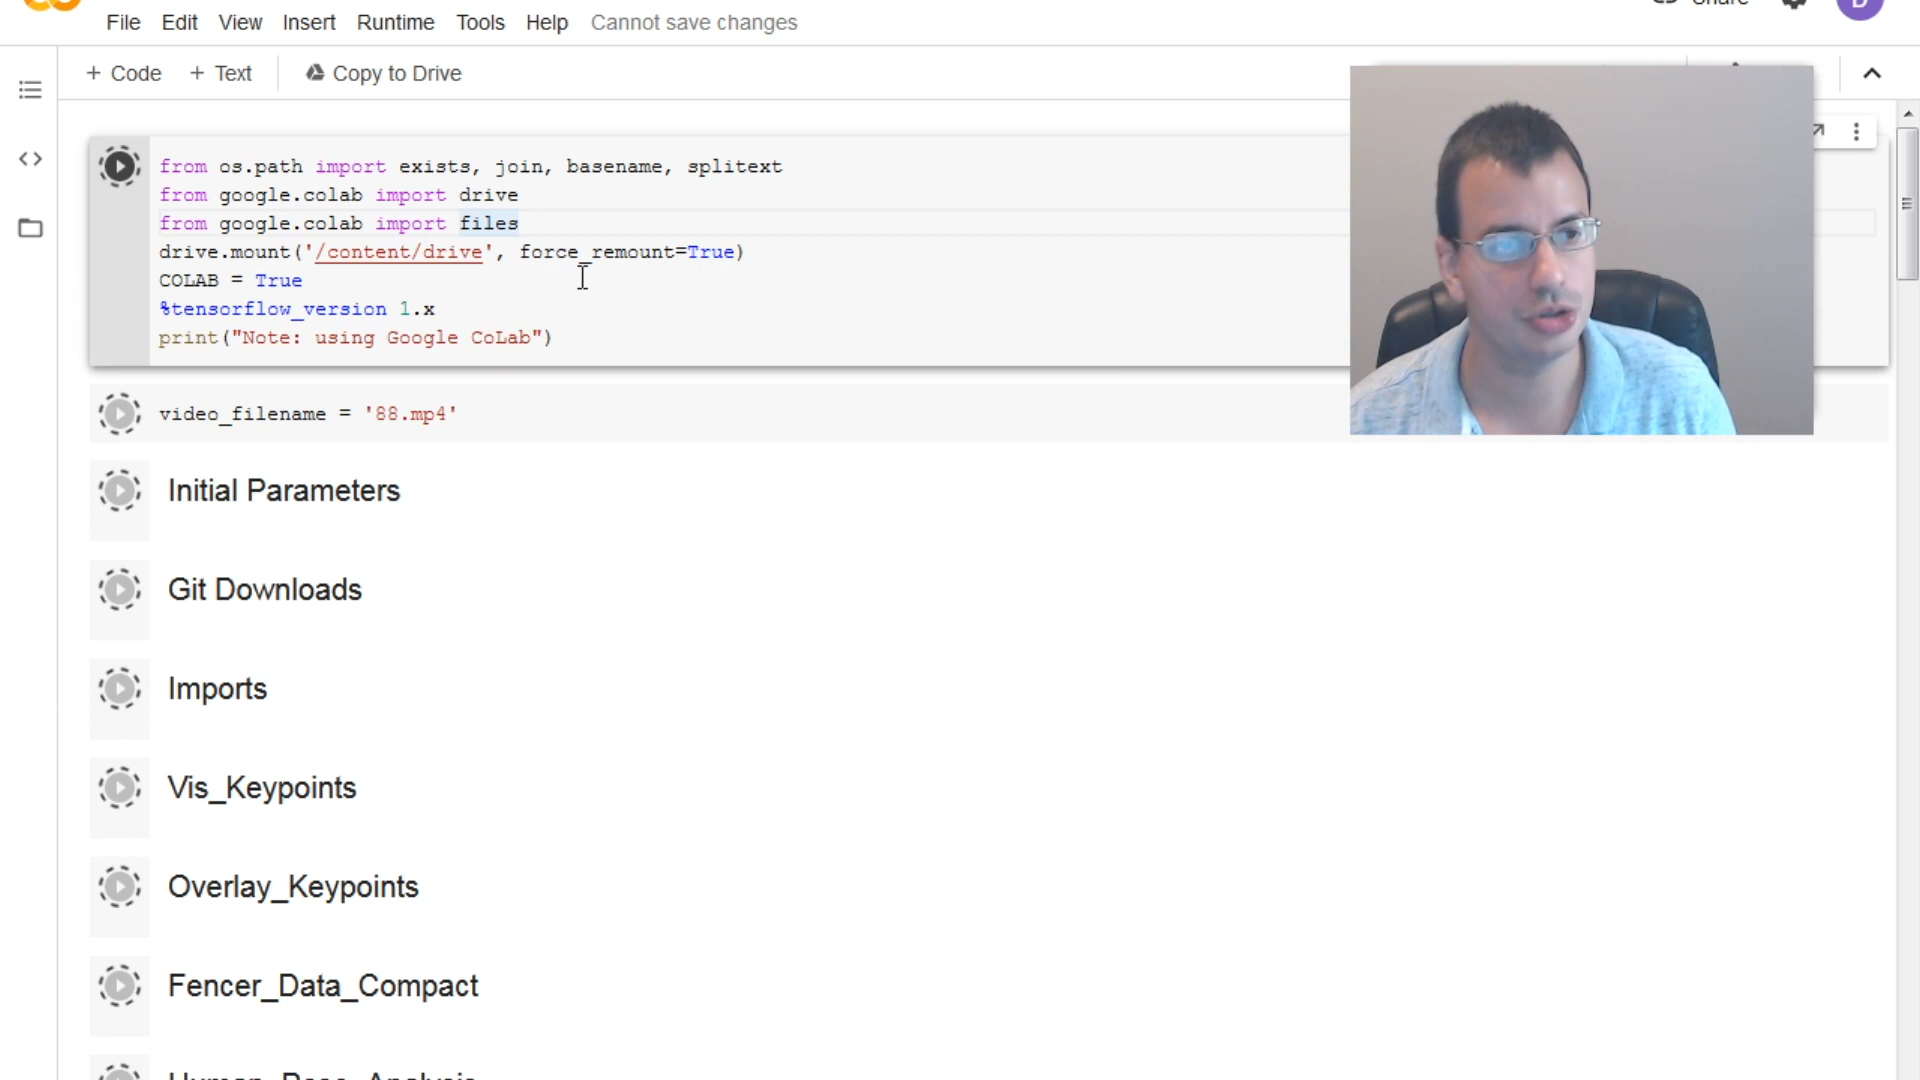 Share
File Edit View Insert Runtime Tools Help Cannot save changes
+ Code + Text Copy to Drive
from os.path import exists, join, basename, splitext
from google.colab import drive
from google.colab import files
drive.mount('/content/drive', force_remount=True)
COLAB = True
%tensorflow_version 1.x
print("Note: using Google CoLab")
video_filename = '88.mp4'
Initial Parameters
Git Downloads
Imports
Vis_Keypoints
Overlay_Keypoints
Fencer_Data_Compact
Human_Pose_Analysis